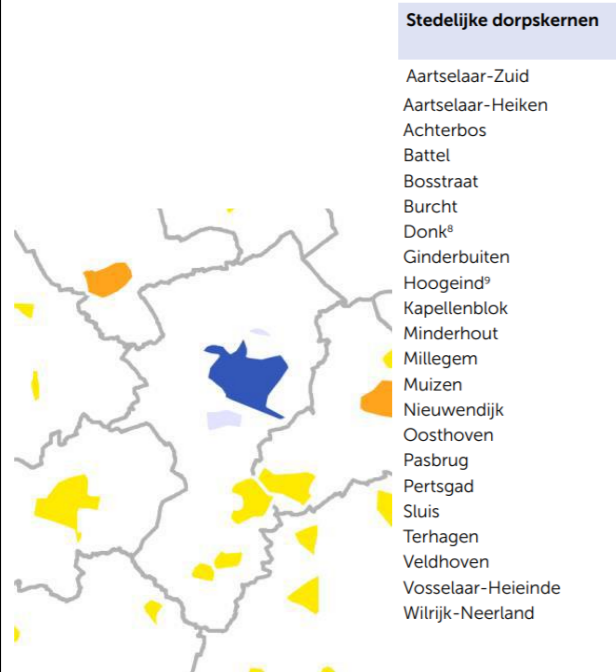 Stedelijke dorpskernen
Aartselaar-Zuid
Aartselaar-Heiken
Achterbos
Battel
Bosstraat
Burcht
Donk⁸
Ginderbuiten
Hoogeind⁹
Kapellenblok
Minderhout
Millegem
Muizen
Nieuwendijk
Oosthoven
Pasbrug
Pertsgad
Sluis
Terhagen
Veldhoven
Vosselaar-Heieinde
Wilrijk-Neerland